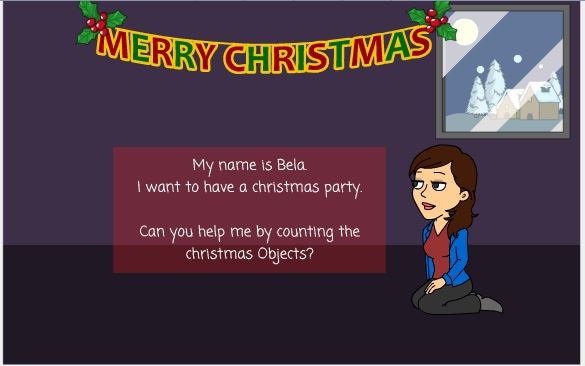 MERRY CHRISTMAS
My name is Bela.
I want to have a christmas party.
Can you help me by counting the
christmas Objects?